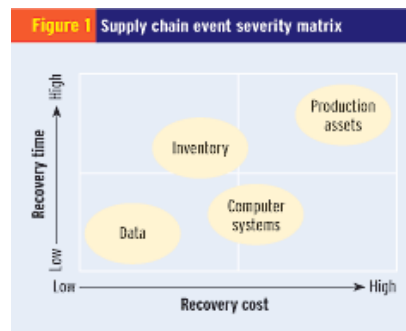 Figure 1 Supply chain event severity matrix
High
Production
assets
Inventory
Recovery time
Computer
systems
Data
Low
Low
High
Recovery cost